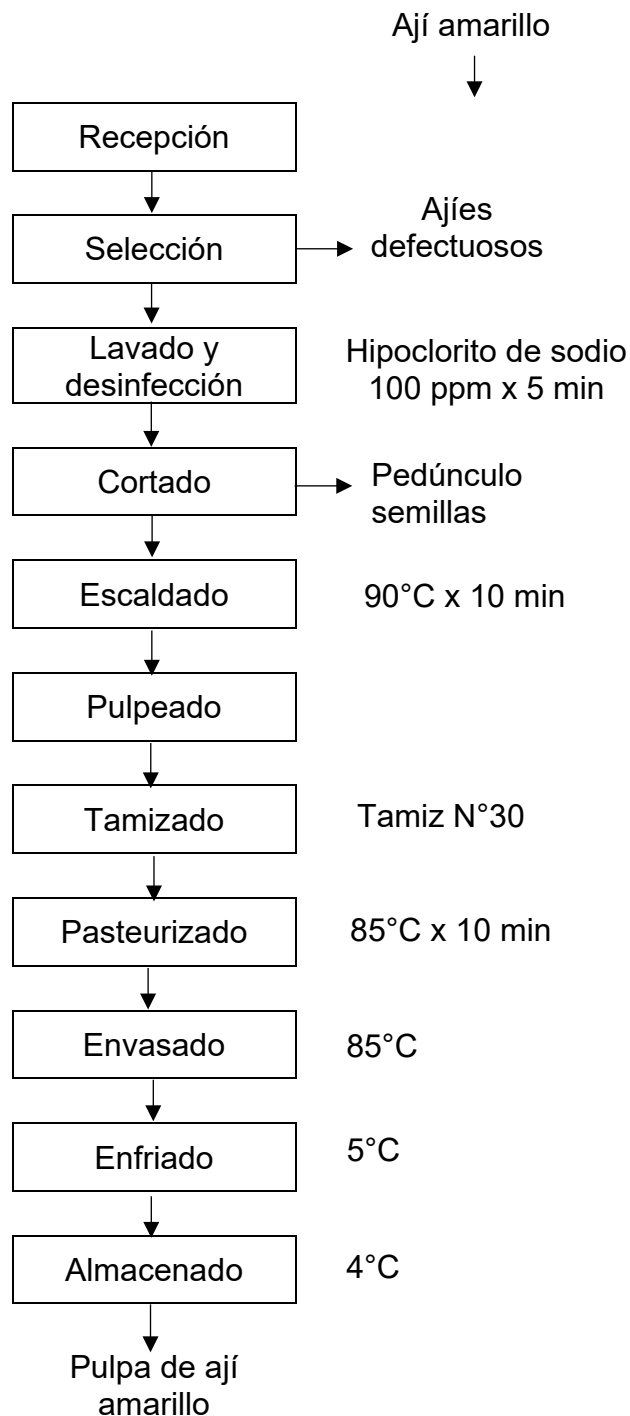 Ají amarillo
Recepción
Selección
Ajíes
defectuosos
Lavado y
desinfección
Hipoclorito de sodio
100 ppm x 5 min
Cortado
Pedúnculo
semillas
Escaldado
90°C x 10 min
Pulpeado
Tamizado
Tamiz N°30
Pasteurizado
85°C x 10 min
Envasado
85°C
Enfriado
5°C
Almacenado
4°C
Pulpa de ají
amarillo